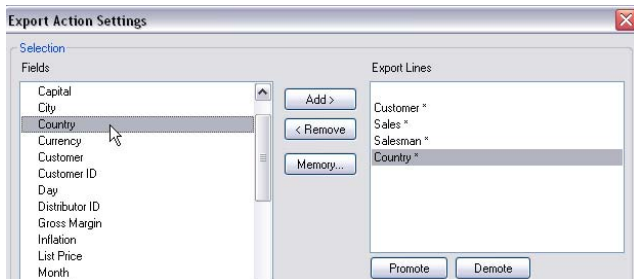 Export Action Settings
Selection
Fields
Capital
City
Country
Currency
Customer
Customer ID
Day
Distributor ID
Gross Margin
Inflation
List Price
Month
Add >
< Remove
Memory...
Export Lines
Customer *
Sales *
Salesman *
Country *
Promote
Demote